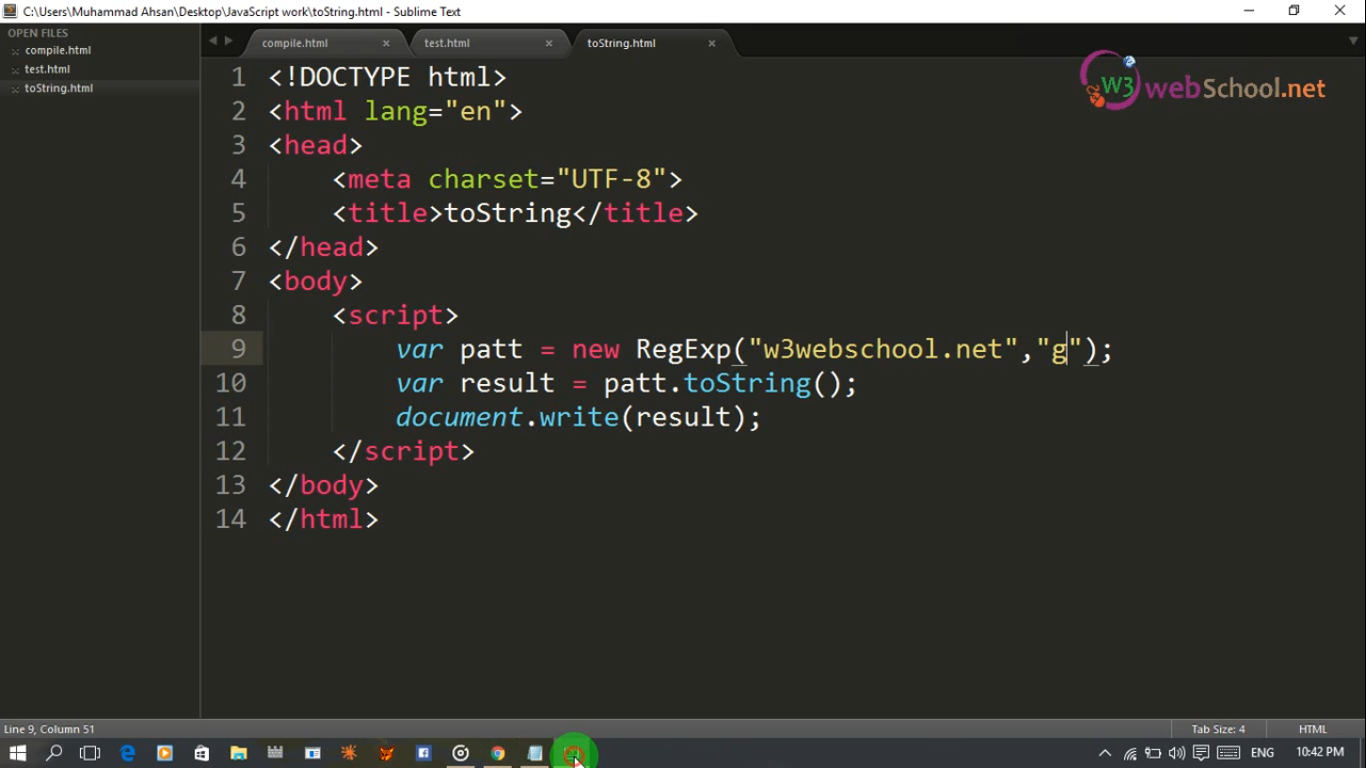 C:\Users\Muhammad Ahsan\Desktop\JavaScript work\toString.html - Sublime Text
OPEN FILES
compile.html
test.html
toString.html
compile.html × test.html × toString.html ×
W3 webSchool.net
1 <!DOCTYPE html>
2 <html lang="en">
3 <head>
4     <meta charset="UTF-8">
5     <title>toString</title>
6 </head>
7 <body>
8     <script>
9         var patt = new RegExp("w3webschool.net","g");
10         var result = patt.toString();
11         document.write(result);
12     </script>
13 </body>
14 </html>
Line 9, Column 51
Tab Size: 4
HTML
ENG
10:42 PM